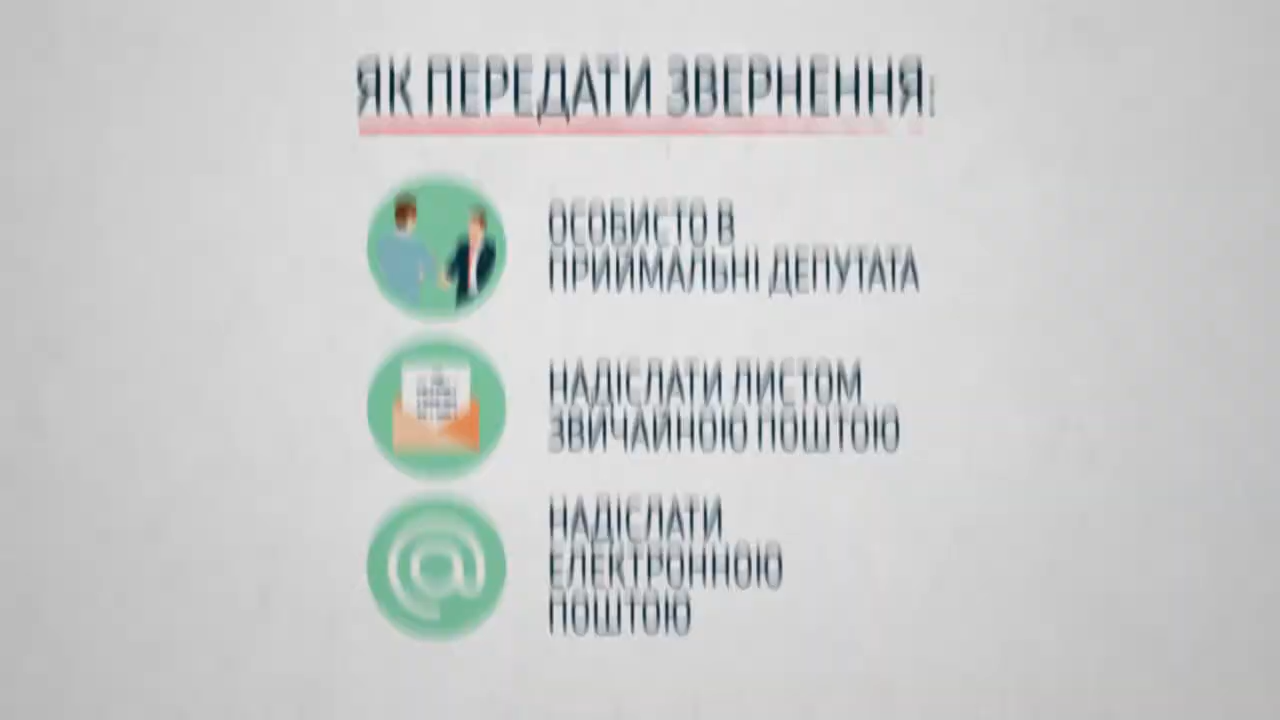 ЯК ПЕРЕДАТИ ЗВЕРНЕННЯ:
ОСОБИСТО В
ПРИЙМАЛЬНІ ДЕПУТАТА
НАДІСЛАТИ ЛИСТОМ
ЗВИЧАЙНОЮ ПОШТОЮ
НАДІСЛАТИ
ЕЛЕКТРОННОЮ
ПОШТОЮ